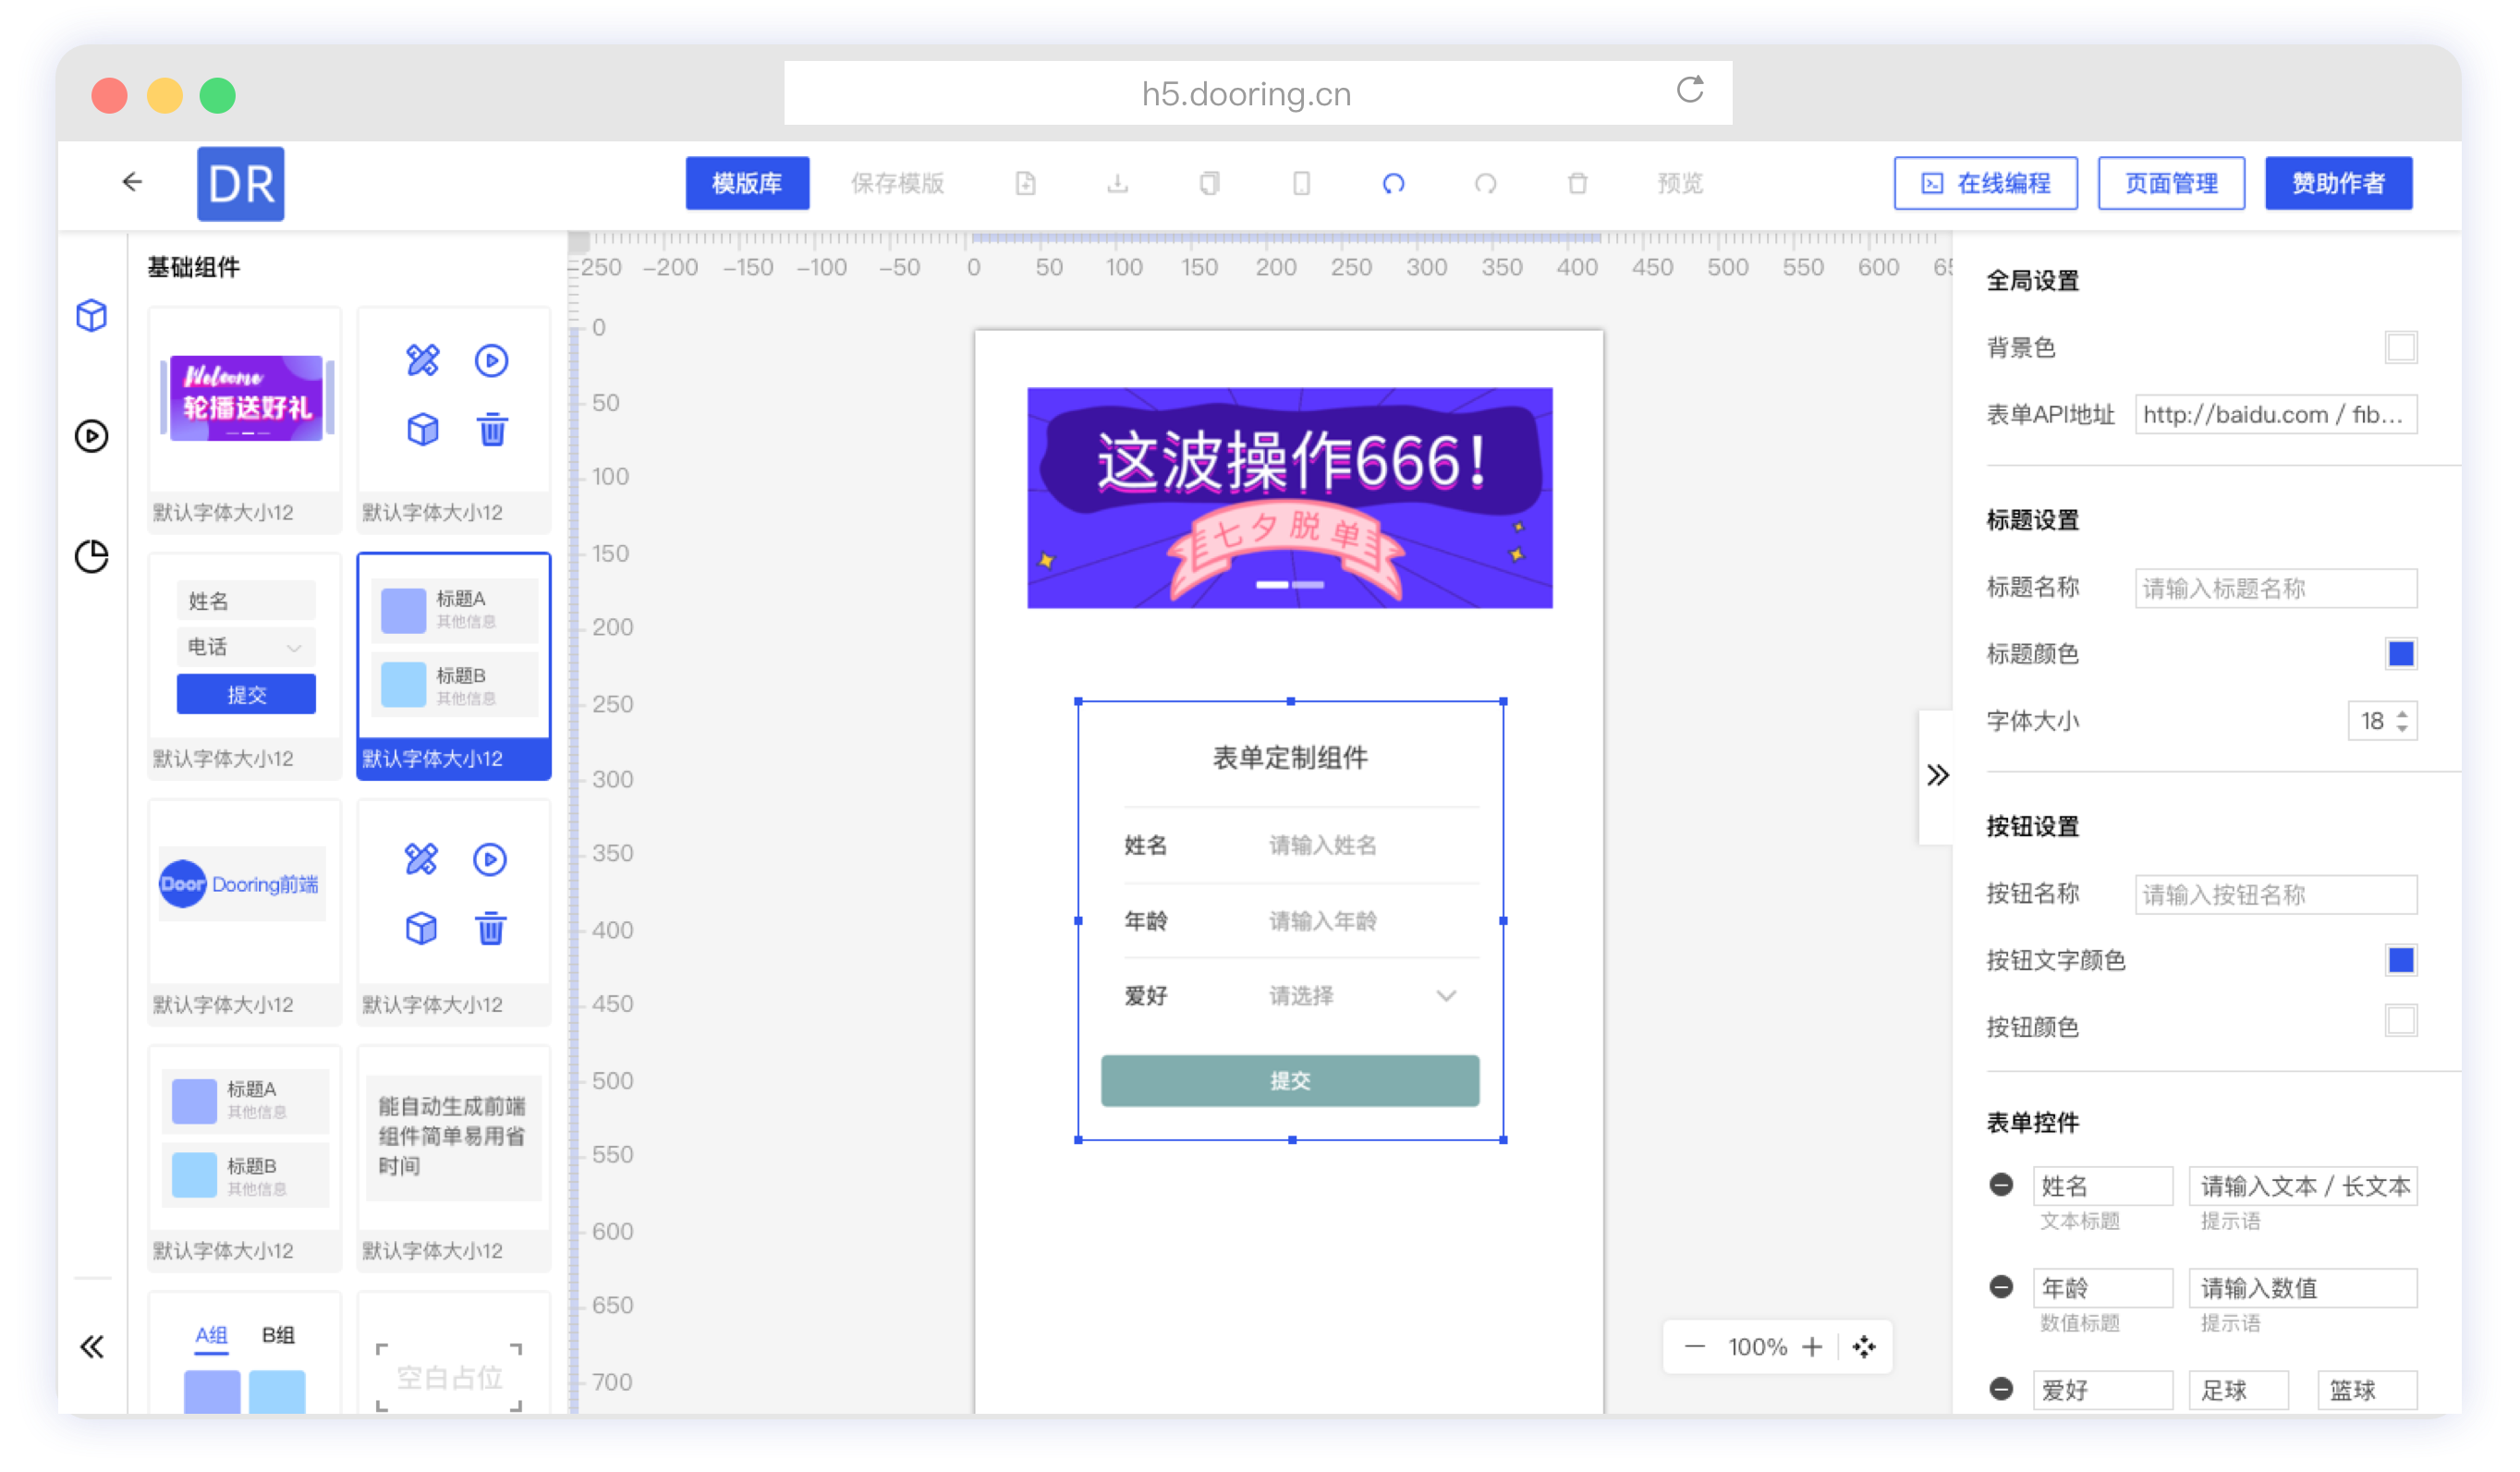 h5.dooring.cn
DR
模版库
保存模版
预览
在线编程
页面管理
赞助作者
基础组件
Welcome
轮播送好礼
默认字体大小12
默认字体大小12
姓名
电话
提交
默认字体大小12
标题A
其他信息
标题B
其他信息
默认字体大小12
Door Dooring前端
默认字体大小12
默认字体大小12
标题A
其他信息
标题B
其他信息
默认字体大小12
能自动生成前端
组件简单易用省
时间
默认字体大小12
A组 B组
空白占位
-250 -200 -150 -100 -50 0 50 100 150 200 250 300 350 400 450 500 550 600
0
50
100
150
200
250
300
350
400
450
500
550
600
650
700
这波操作666!
七夕脱单
表单定制组件
姓名 请输入姓名
年龄 请输入年龄
爱好 请选择
提交
100%
全局设置
背景色
表单API地址 http://baidu.com / fib...
标题设置
标题名称 请输入标题名称
标题颜色
字体大小 18
按钮设置
按钮名称 请输入按钮名称
按钮文字颜色
按钮颜色
表单控件
姓名 请输入文本 / 长文本
文本标题 提示语
年龄 请输入数值
数值标题 提示语
爱好 足球 篮球